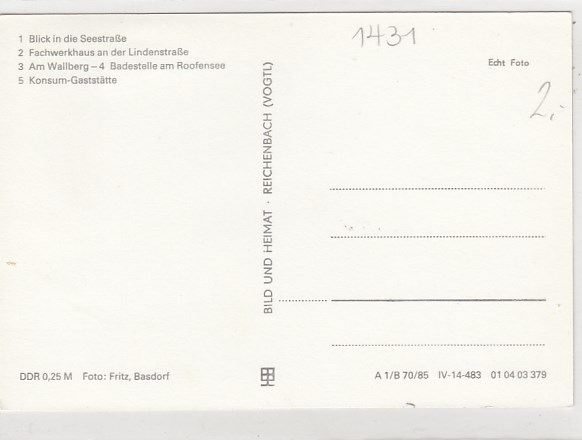 1 Blick in die Seestraße
2 Fachwerkhaus an der Lindenstraße
3 Am Wallberg – 4 Badestelle am Roofensee
5 Konsum-Gaststätte
1431
Echt Foto
2,-
BILD UND HEIMAT · REICHENBACH (VOGTL)
DDR 0,25 M Foto: Fritz, Basdorf
A 1/B 70/85 IV-14-483 01 04 03 379